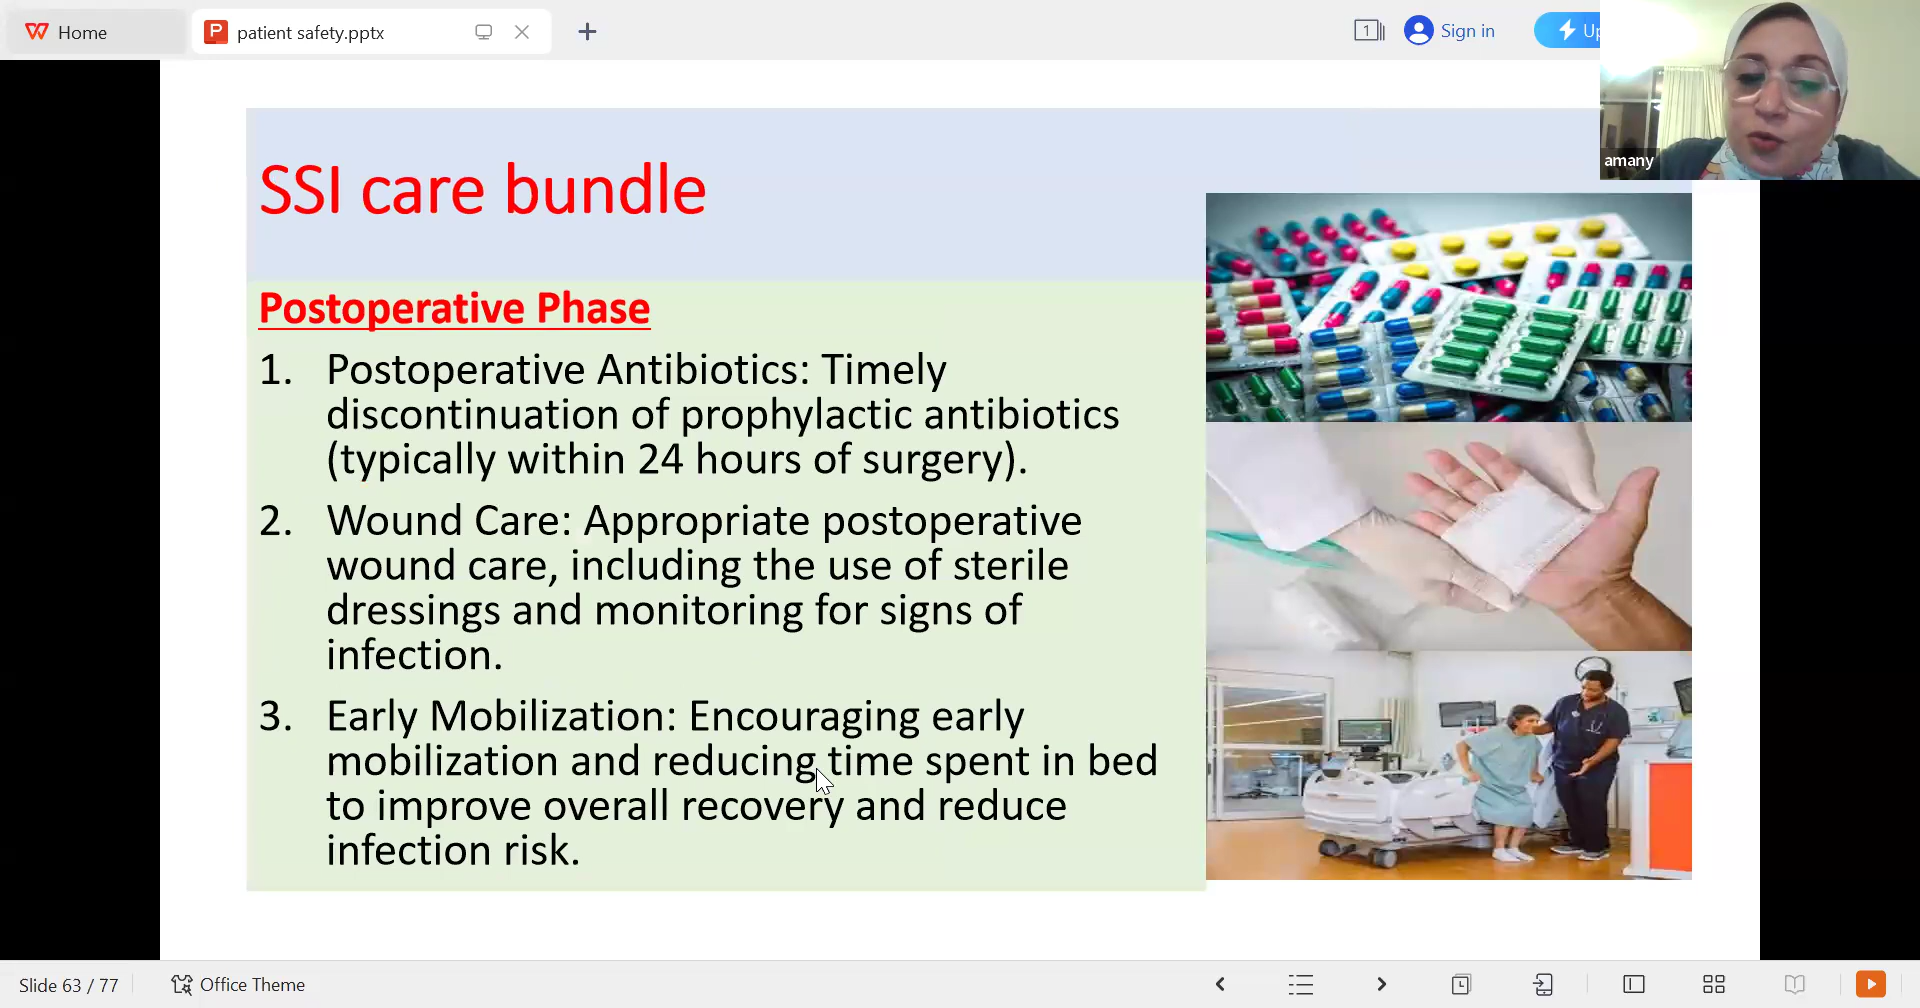 Home
patient safety.pptx
1
Sign in
amany
SSI care bundle
Postoperative Phase
1. Postoperative Antibiotics: Timely
discontinuation of prophylactic antibiotics
(typically within 24 hours of surgery).
2. Wound Care: Appropriate postoperative
wound care, including the use of sterile
dressings and monitoring for signs of
infection.
3. Early Mobilization: Encouraging early
mobilization and reducing time spent in bed
to improve overall recovery and reduce
infection risk.
Slide 63 / 77
Office Theme